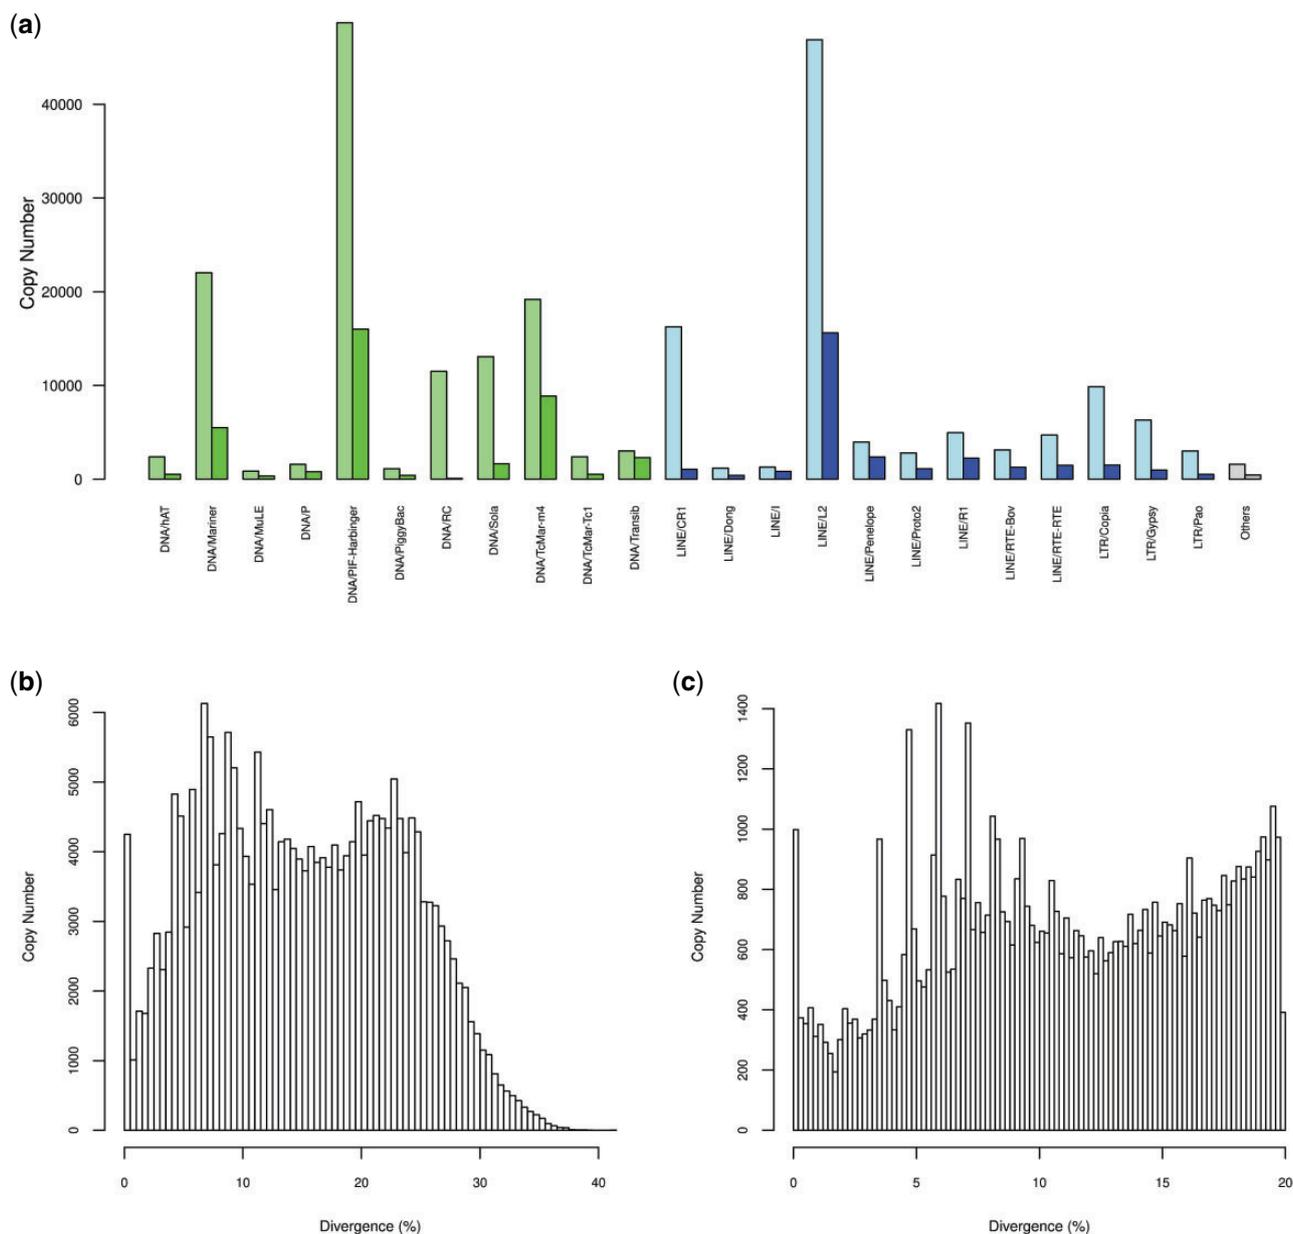 (a)
Copy Number
40000
30000
20000
10000
0
DNA/hAT
DNA/Mariner
DNA/MuLE
DNA/P
DNA/PIF-Harbinger
DNA/PiggyBac
DNA/RC
DNA/Sola
DNA/TcMar-m4
DNA/TcMar-Tc1
DNA/Transib
LINE/CR1
LINE/Dong
LINE/I
LINE/L2
LINE/Penelope
LINE/Proto2
LINE/R1
LINE/RTE-Bov
LINE/RTE-RTE
LTR/Copia
LTR/Gypsy
LTR/Pao
Others
(b)
Copy Number
6000
5000
4000
3000
2000
1000
0
0 10 20 30 40
Divergence (%)
(c)
Copy Number
1400
1200
1000
800
600
400
200
0
0 5 10 15 20
Divergence (%)